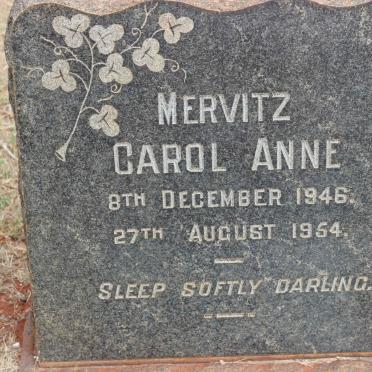 MERVITZ
CAROL ANNE
8TH DECEMBER 1946.
27TH AUGUST 1954.
SLEEP SOFTLY DARLING.